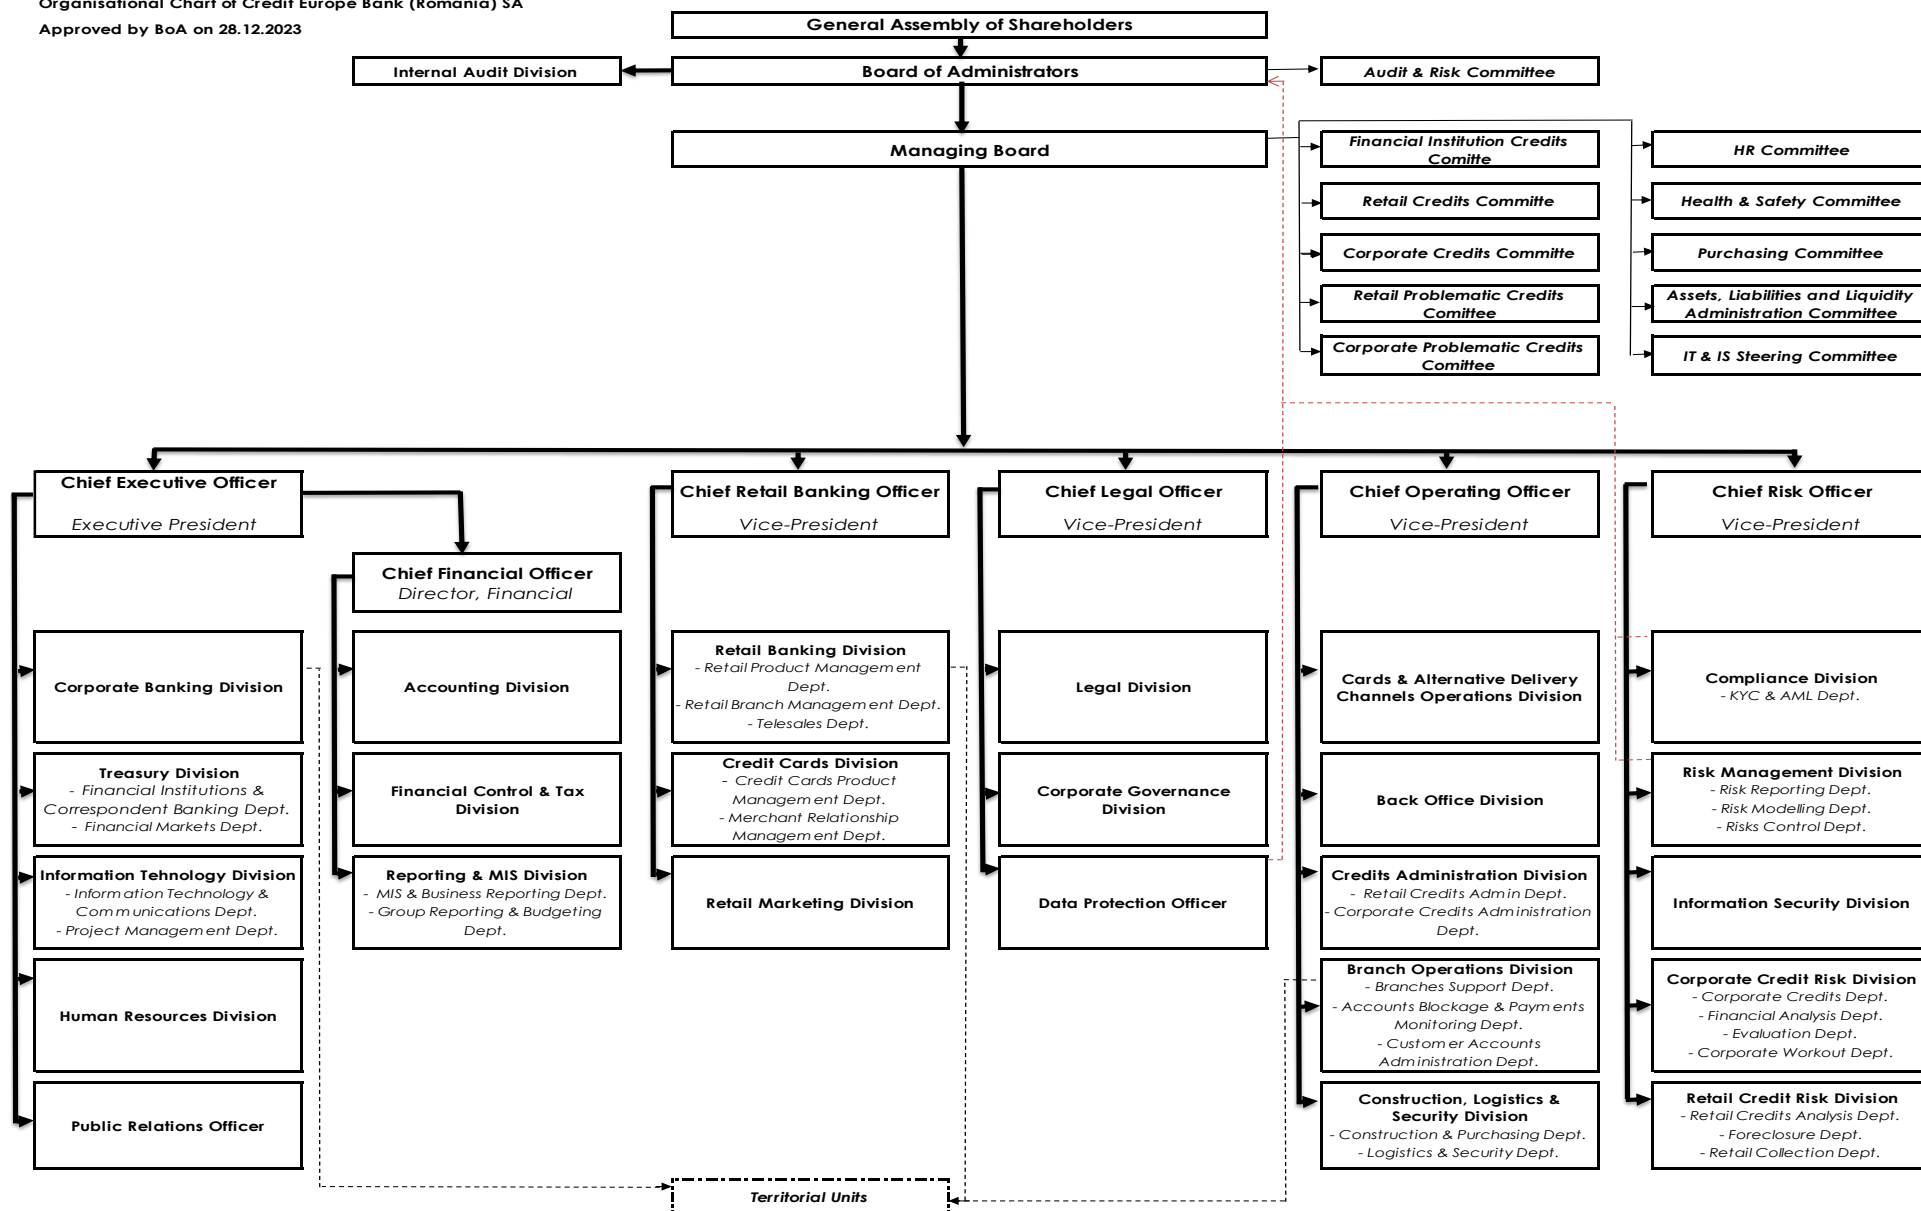 Organisational Chart of Credit Europe Bank (Romania) SA
Approved by BoA on 28.12.2023
General Assembly of Shareholders
Internal Audit Division
Board of Administrators
Audit & Risk Committee
Managing Board
Financial Institution Credits
Comitte
HR Committee
Retail Credits Committe
Health & Safety Committee
Corporate Credits Committe
Purchasing Committee
Retail Problematic Credits
Comittee
Assets, Liabilities and Liquidity
Administration Committee
Corporate Problematic Credits
Comittee
IT & IS Steering Committee
Chief Executive Officer
Executive President
Chief Retail Banking Officer
Vice-President
Chief Legal Officer
Vice-President
Chief Operating Officer
Vice-President
Chief Risk Officer
Vice-President
Chief Financial Officer
Director, Financial
Corporate Banking Division
Accounting Division
Retail Banking Division
- Retail Product Management
Dept.
- Retail Branch Management Dept.
- Telesales Dept.
Legal Division
Cards & Alternative Delivery
Channels Operations Division
Compliance Division
- KYC & AML Dept.
Treasury Division
- Financial Institutions &
Correspondent Banking Dept.
- Financial Markets Dept.
Financial Control & Tax
Division
Credit Cards Division
- Credit Cards Product
Management Dept.
- Merchant Relationship
Management Dept.
Corporate Governance
Division
Back Office Division
Risk Management Division
- Risk Reporting Dept.
- Risk Modelling Dept.
- Risks Control Dept.
Information Tehnology Division
- Information Technology &
Communications Dept.
- Project Management Dept.
Reporting & MIS Division
- MIS & Business Reporting Dept.
- Group Reporting & Budgeting
Dept.
Retail Marketing Division
Data Protection Officer
Credits Administration Division
- Retail Credits Admin Dept.
- Corporate Credits Administration
Dept.
Information Security Division
Human Resources Division
Branch Operations Division
- Branches Support Dept.
- Accounts Blockage & Payments
Monitoring Dept.
- Customer Accounts
Administration Dept.
Corporate Credit Risk Division
- Corporate Credits Dept.
- Financial Analysis Dept.
- Evaluation Dept.
- Corporate Workout Dept.
Public Relations Officer
Construction, Logistics &
Security Division
- Construction & Purchasing Dept.
- Logistics & Security Dept.
Retail Credit Risk Division
- Retail Credits Analysis Dept.
- Foreclosure Dept.
- Retail Collection Dept.
Territorial Units